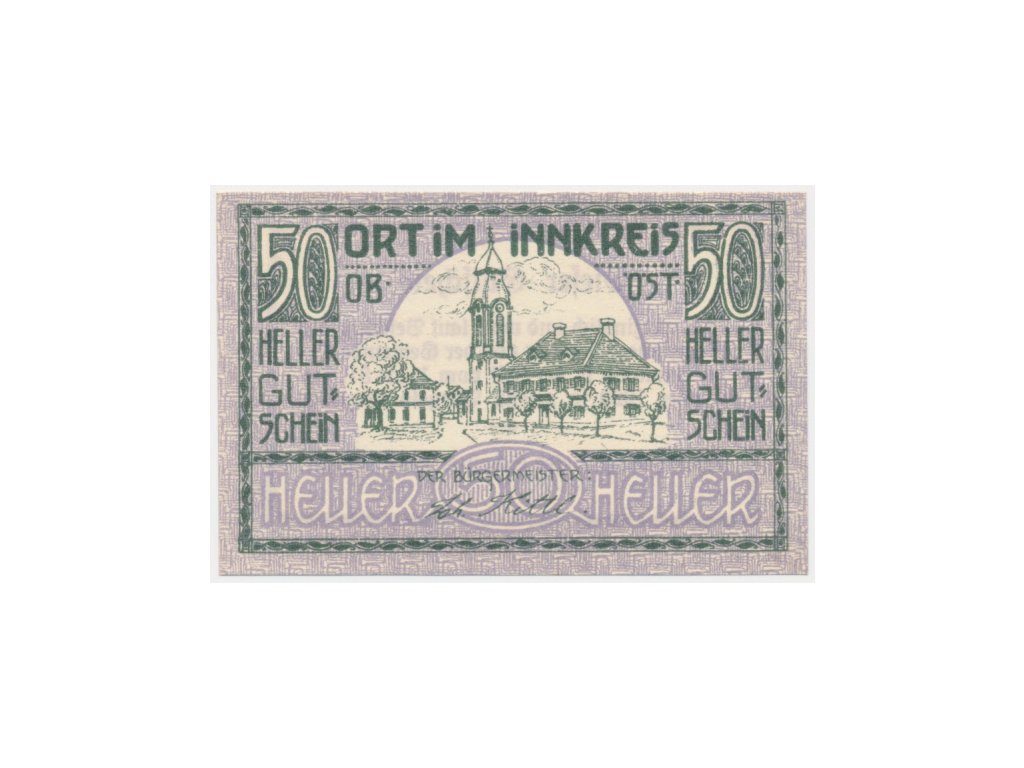 50 ORT IM INNKREIS 50
OB· ÖST·
HELLER GUT= SCHEIN
HELLER GUT= SCHEIN
DER BÜRGERMEISTER:
HELLER 50 HELLER